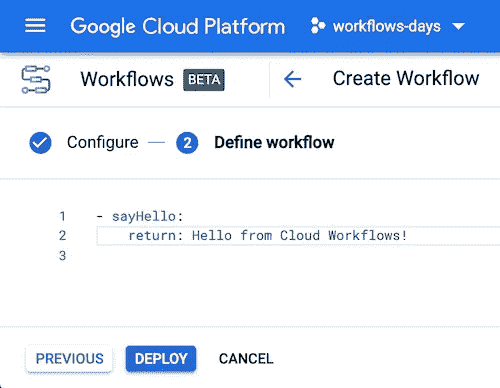 Google Cloud Platform workflows-days
Workflows BETA Create Workflow
Configure 2 Define workflow
1 - sayHello:
2 return: Hello from Cloud Workflows!
3
PREVIOUS DEPLOY CANCEL